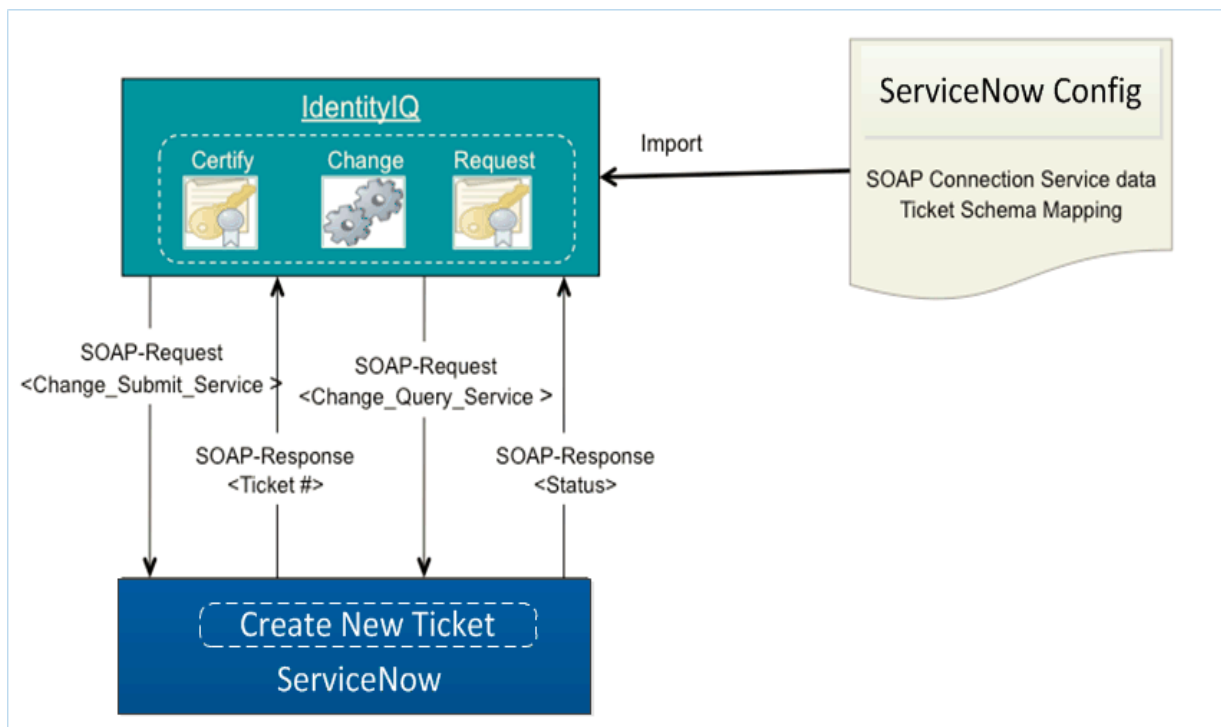 IdentityIQ
Certify
Change
Request
Import
ServiceNow Config
SOAP Connection Service data
Ticket Schema Mapping
SOAP-Request
<Change_Submit_Service >
SOAP-Response
<Ticket #>
SOAP-Request
<Change_Query_Service >
SOAP-Response
<Status>
Create New Ticket
ServiceNow